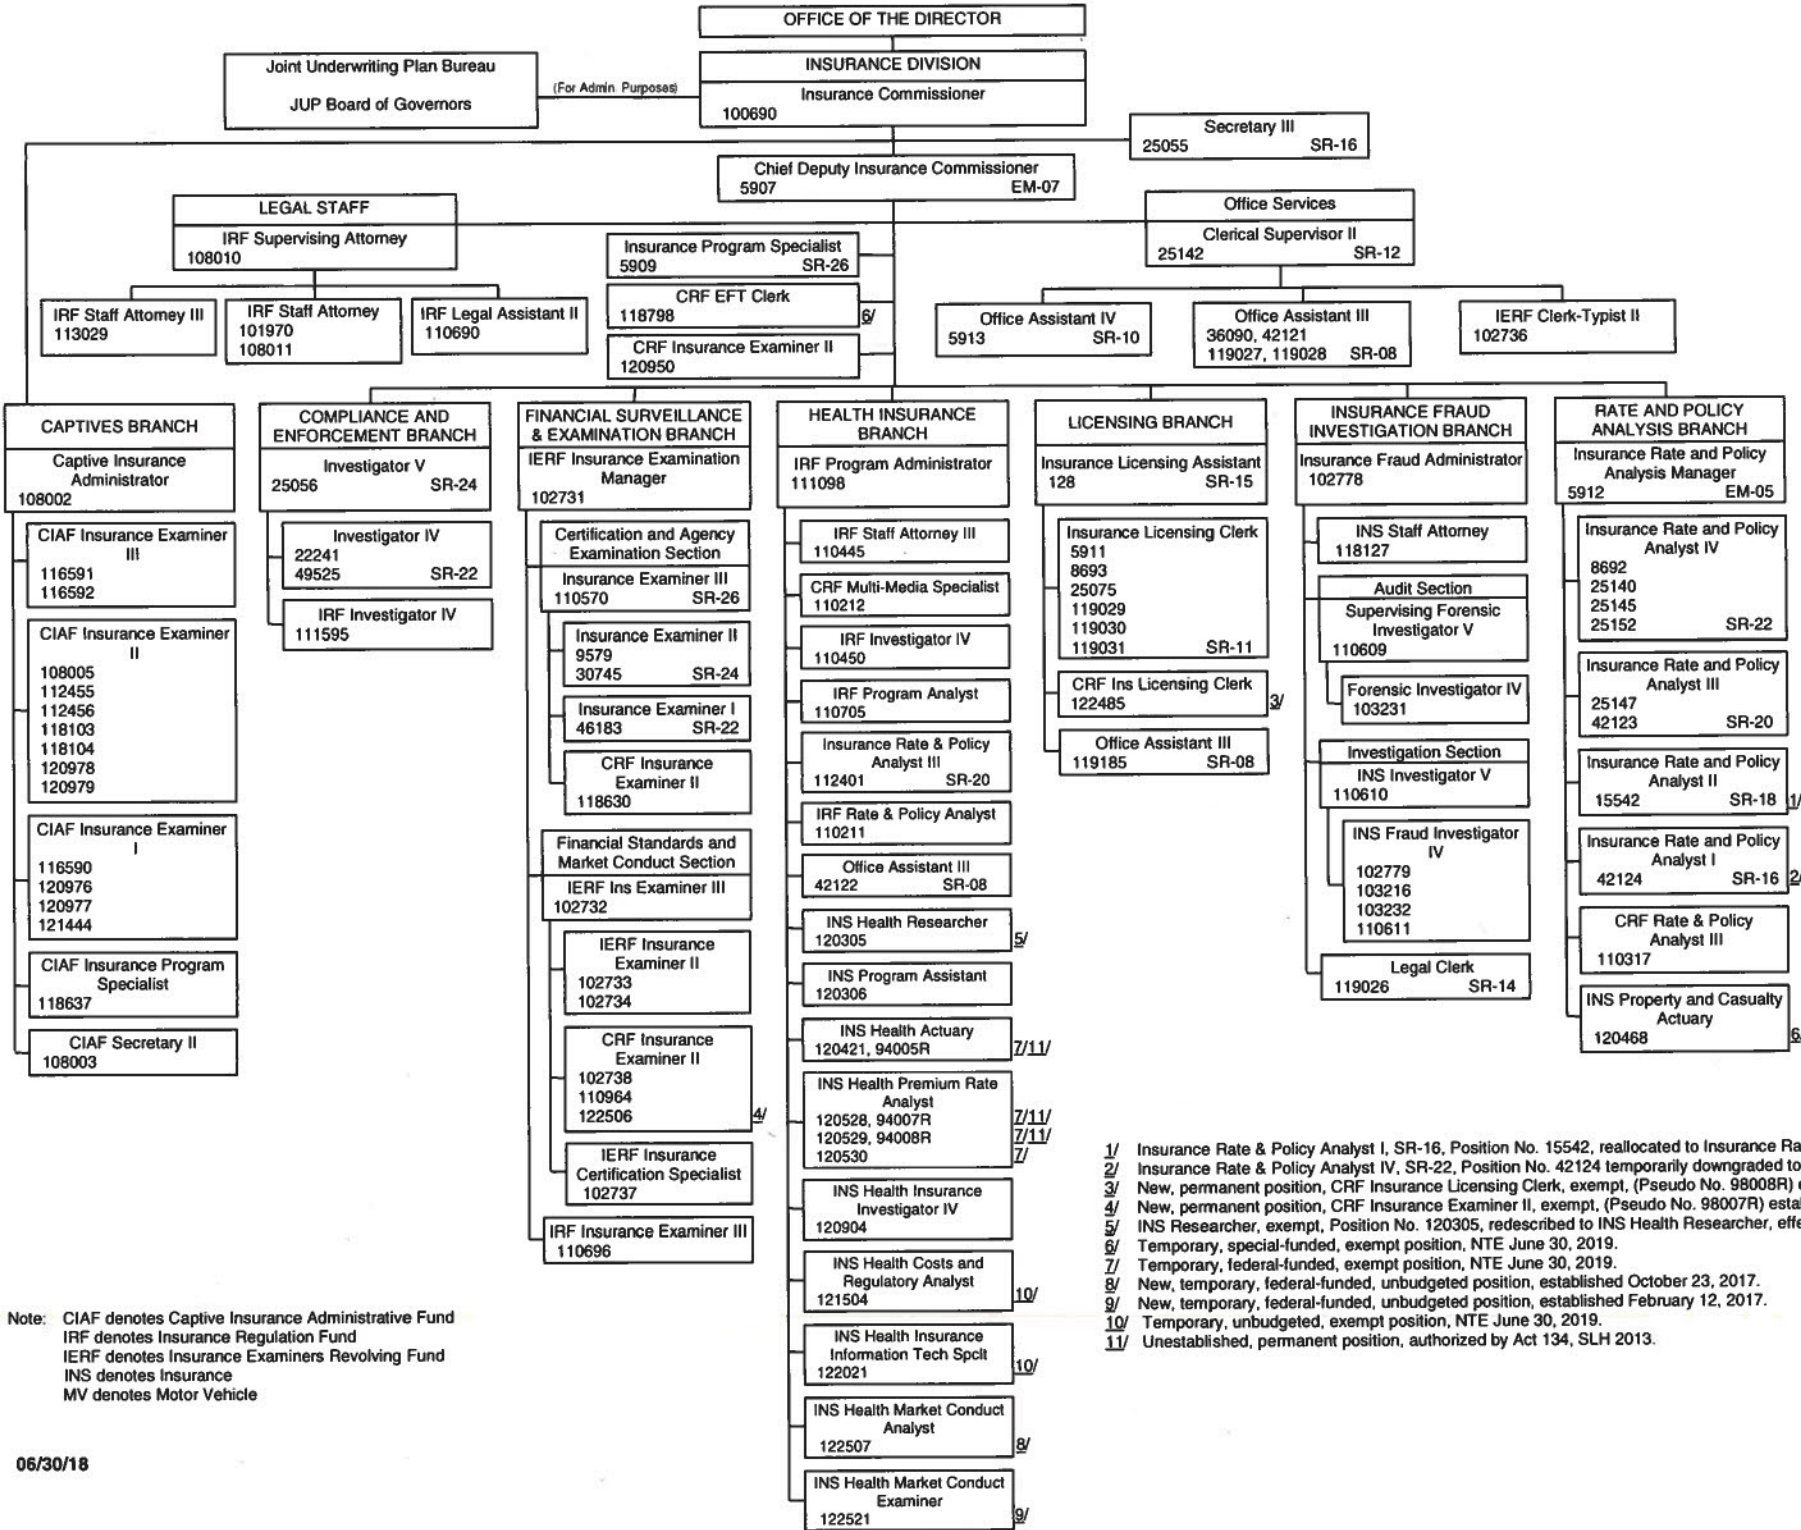 OFFICE OF THE DIRECTOR
Joint Underwriting Plan Bureau
JUP Board of Governors
(For Admin. Purposes)
INSURANCE DIVISION
Insurance Commissioner
100690
Secretary III
25055 SR-16
Chief Deputy Insurance Commissioner
5907 EM-07
LEGAL STAFF
IRF Supervising Attorney
108010
Office Services
Clerical Supervisor II
25142 SR-12
Insurance Program Specialist
5909 SR-26
CRF EFT Clerk
118798
6/
CRF Insurance Examiner II
120950
IRF Staff Attorney III
113029
IRF Staff Attorney
101970
108011
IRF Legal Assistant II
110690
Office Assistant IV
5913 SR-10
Office Assistant III
36090, 42121
119027, 119028 SR-08
IERF Clerk-Typist II
102736
CAPTIVES BRANCH
Captive Insurance
Administrator
108002
CIAF Insurance Examiner
III
116591
116592
CIAF Insurance Examiner
II
108005
112455
112456
118103
118104
120978
120979
CIAF Insurance Examiner
I
116590
120976
120977
121444
CIAF Insurance Program
Specialist
118637
CIAF Secretary II
108003
COMPLIANCE AND
ENFORCEMENT BRANCH
Investigator V
25056 SR-24
Investigator IV
22241
49525 SR-22
IRF Investigator IV
111595
FINANCIAL SURVEILLANCE
& EXAMINATION BRANCH
IERF Insurance Examination
Manager
102731
Certification and Agency
Examination Section
Insurance Examiner III
110570 SR-26
Insurance Examiner II
9579
30745 SR-24
Insurance Examiner I
46183 SR-22
CRF Insurance
Examiner II
118630
Financial Standards and
Market Conduct Section
IERF Ins Examiner III
102732
IERF Insurance
Examiner II
102733
102734
CRF Insurance
Examiner II
102738
110964
122506
4/
IERF Insurance
Certification Specialist
102737
IRF Insurance Examiner III
110696
HEALTH INSURANCE
BRANCH
IRF Program Administrator
111098
IRF Staff Attorney III
110445
CRF Multi-Media Specialist
110212
IRF Investigator IV
110450
IRF Program Analyst
110705
Insurance Rate & Policy
Analyst III
112401 SR-20
IRF Rate & Policy Analyst
110211
Office Assistant III
42122 SR-08
INS Health Researcher
120305
5/
INS Program Assistant
120306
INS Health Actuary
120421, 94005R
7/11/
INS Health Premium Rate
Analyst
120528, 94007R 7/11/
120529, 94008R 7/11/
120530 7/
INS Health Insurance
Investigator IV
120904
INS Health Costs and
Regulatory Analyst
121504
10/
INS Health Insurance
Information Tech Spclt
122021
10/
INS Health Market Conduct
Analyst
122507
8/
INS Health Market Conduct
Examiner
122521
9/
LICENSING BRANCH
Insurance Licensing Assistant
128 SR-15
Insurance Licensing Clerk
5911
8693
25075
119029
119030
119031 SR-11
CRF Ins Licensing Clerk
122485
3/
Office Assistant III
119185 SR-08
INSURANCE FRAUD
INVESTIGATION BRANCH
Insurance Fraud Administrator
102778
INS Staff Attorney
118127
Audit Section
Supervising Forensic
Investigator V
110609
Forensic Investigator IV
103231
Investigation Section
INS Investigator V
110610
INS Fraud Investigator
IV
102779
103216
103232
110611
Legal Clerk
119026 SR-14
RATE AND POLICY
ANALYSIS BRANCH
Insurance Rate and Policy
Analysis Manager
5912 EM-05
Insurance Rate and Policy
Analyst IV
8692
25140
25145
25152 SR-22
Insurance Rate and Policy
Analyst III
25147
42123 SR-20
Insurance Rate and Policy
Analyst II
15542 SR-18
1/
Insurance Rate and Policy
Analyst I
42124 SR-16
2/
CRF Rate & Policy
Analyst III
110317
INS Property and Casualty
Actuary
120468
6/
1/ Insurance Rate & Policy Analyst I, SR-16, Position No. 15542, reallocated to Insurance
2/ Insurance Rate & Policy Analyst IV, SR-22, Position No. 42124 temporarily downgraded to
3/ New, permanent position, CRF Insurance Licensing Clerk, exempt, (Pseudo No. 98008R)
4/ New, permanent position, CRF Insurance Examiner II, exempt, (Pseudo No. 98007R)
5/ INS Researcher, exempt, Position No. 120305, redescribed to INS Health Researcher,
6/ Temporary, special-funded, exempt position, NTE June 30, 2019.
7/ Temporary, federal-funded, exempt position, NTE June 30, 2019.
8/ New, temporary, federal-funded, unbudgeted position, established October 23, 2017.
9/ New, temporary, federal-funded, unbudgeted position, established February 12, 2017.
10/ Temporary, unbudgeted, exempt position, NTE June 30, 2019.
11/ Unestablished, permanent position, authorized by Act 134, SLH 2013.
Note: CIAF denotes Captive Insurance Administrative Fund
IRF denotes Insurance Regulation Fund
IERF denotes Insurance Examiners Revolving Fund
INS denotes Insurance
MV denotes Motor Vehicle
06/30/18